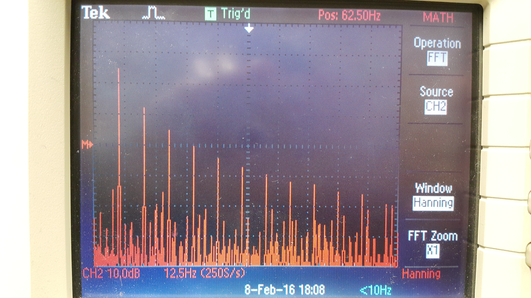 Tek T Trig'd Pos: 62.50Hz MATH
Operation
FFT
Source
CH2
M
Window
Hanning
FFT Zoom
X1
CH2 10.0dB 12.5Hz (250S/s) Hanning
8-Feb-16 18:08 <10Hz